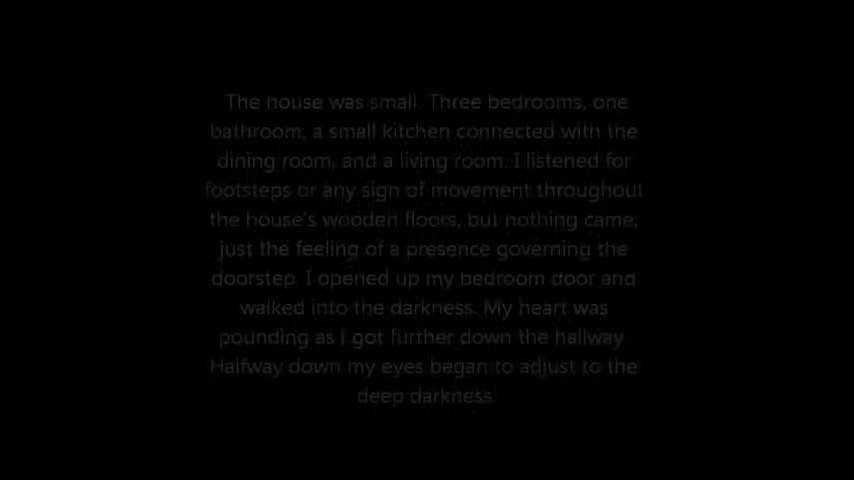 The house was small. Three bedrooms, one
bathroom, a small kitchen connected with the
dining room, and a living room. I listened for
footsteps or any sign of movement throughout
the house's wooden floors, but nothing came,
just the feeling of a presence governing the
doorstep. I opened up my bedroom door and
walked into the darkness. My heart was
pounding as I got further down the hallway.
Halfway down my eyes began to adjust to the
deep darkness.